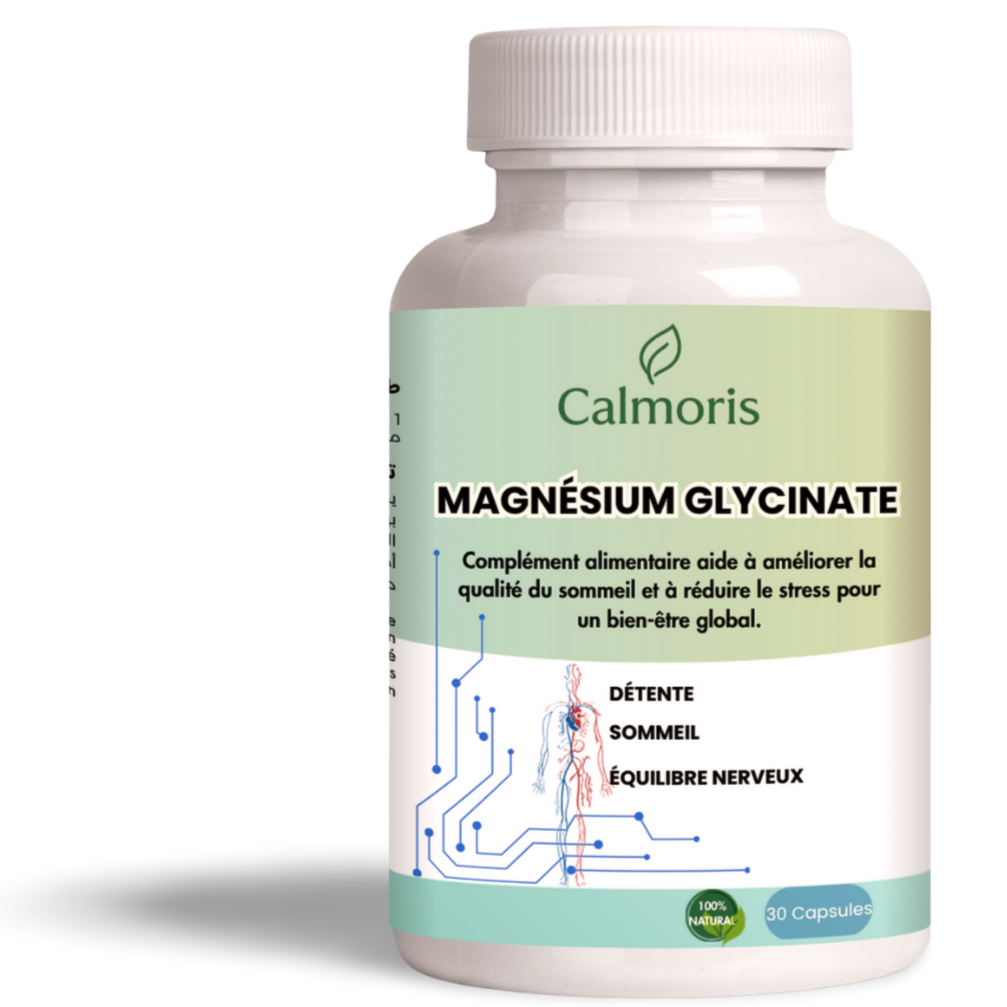 Calmoris
MAGNÉSIUM GLYCINATE
Complément alimentaire aide à améliorer la
qualité du sommeil et à réduire le stress pour
un bien-être global.
DÉTENTE
SOMMEIL
ÉQUILIBRE NERVEUX
100%
NATURAL
30 Capsules